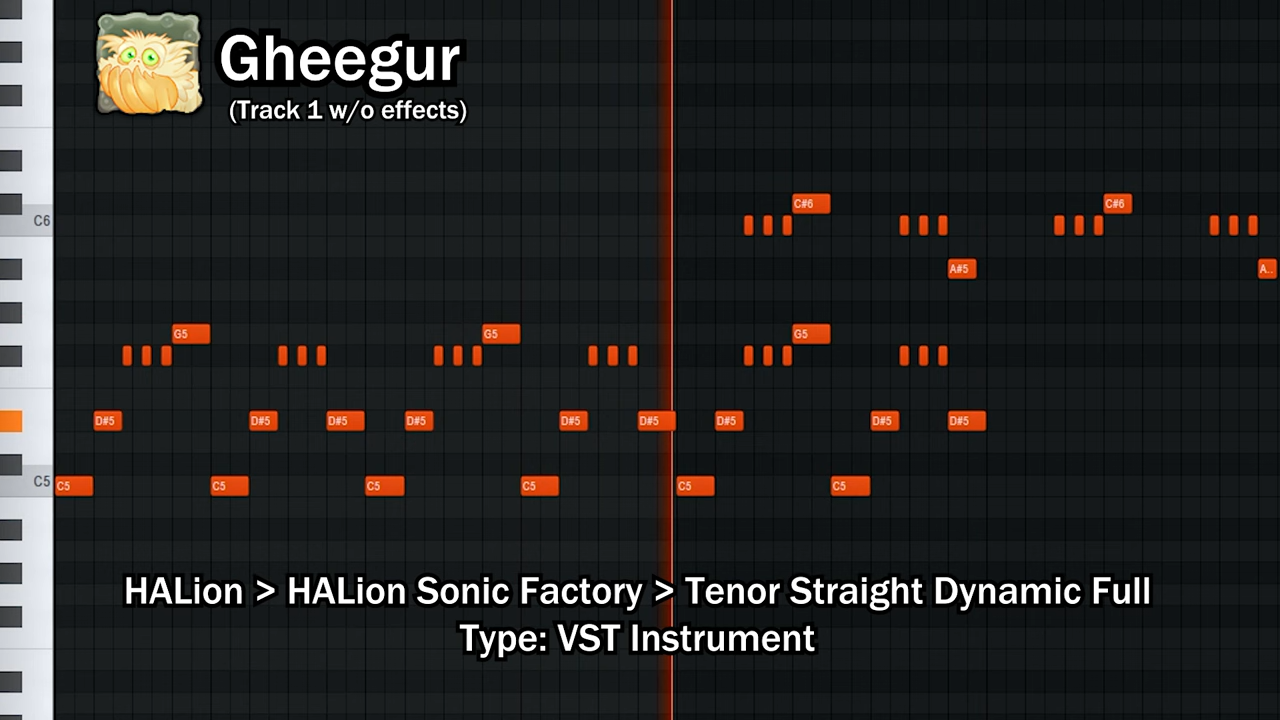 Gheegur
(Track 1 w/o effects)
C6
C#6 C#6
A#5 A..
G5 G5 G5
D#5 D#5 D#5 D#5 D#5 D#5 D#5 D#5 D#5
C5
C5 C5 C5 C5 C5 C5
HALion > HALion Sonic Factory > Tenor Straight Dynamic Full
Type: VST Instrument